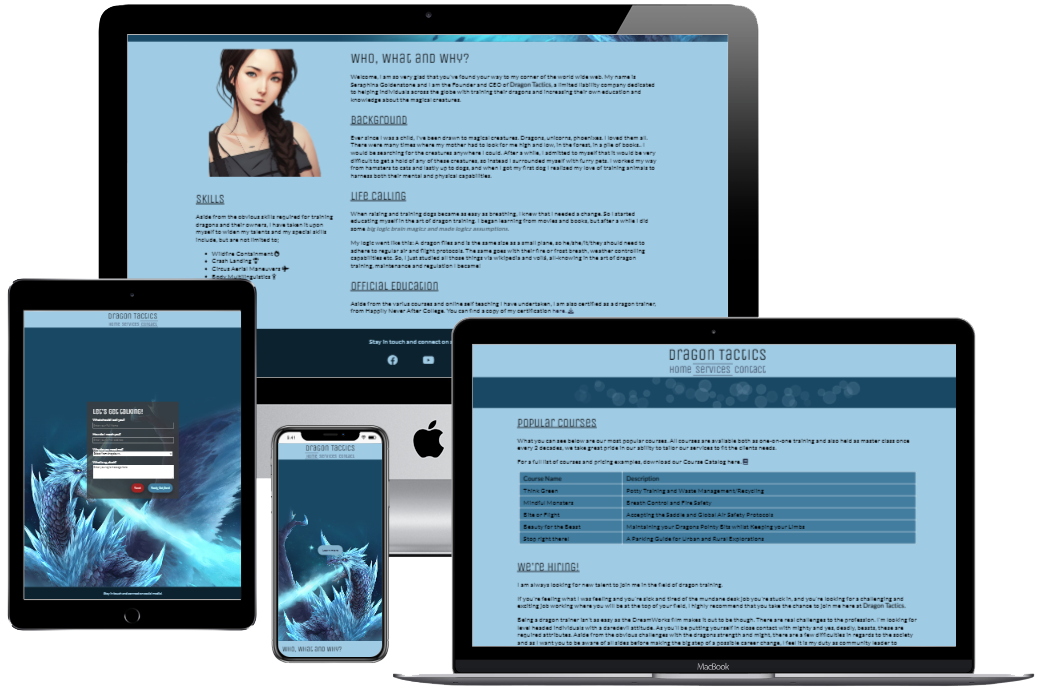 WHO, WHAT AND WHY?
Welcome, I am so very glad that you've found your way to my corner of the world wide web. My name is
Seraphina Goldenstone and I am the Founder and CEO of Dragon Tactics, a limited liability company dedicated
to helping individuals across the globe with training their dragons and increasing their own education and
knowledge about the magical creatures.
Background
Ever since I was a child, I've been drawn to magical creatures. Dragons, unicorns, phoenixes, I loved them all.
There were many times where my mother had to look for me high and low, in the forest, in a pile of books.. I
would be searching for the creatures anywhere I could. After a while, I admitted to myself that it would be very
difficult to get a hold of any of these creatures, so instead I surrounded myself with furry pets. I worked my way
from hamsters to cats and lastly up to dogs, and when I got my first dog I realized my love of training animals to
harness both their mental and physical capabilities.
Skills
Aside from the obvious skills required for training
dragons and their owners, I have taken it upon
myself to widen my talents and my special skills
include, but are not limited to;
Wildfire Containment
Crash Landing
Circus Aerial Maneuvers
Body Multilinguistics
Life Calling
When raising and training dogs became as easy as breathing, I knew that I needed a change. So I started
educating myself in the art of dragon training. I began learning from movies and books, but after a while I did
some big logic brain magics and made logics assumptions.
My logic went like this: A dragon flies and is the same size as a small plane, so he/she/it/they should need to
adhere to regular air and flight protocols. The same goes with their fire or frost breath, weather controlling
capabilities etc. So, I just studied all those things via wikipedia and voilá, all-knowing in the art of dragon
training, maintenance and regulation I became!
Official Education
Aside from the varius courses and online self teaching I have undertaken, I am also certified as a dragon trainer,
from Happily Never After College. You can find a copy of my certification here.
Stay in touch and connect on
Dragon Tactics
Home Services Contact
Let's Got Talking!
Stay in touch and connect on social media!
5:41
Dragon Tactics
Home Services Contact
WHO, WHAT AND WHY?
Dragon Tactics
Home Services Contact
Popular Courses
What you can see below are our most popular courses. All courses are available both as one-on-one training and also held as master class once
every 2 decades, we take great pride in our ability to tailor our services to fit the clients needs.
For a full list of courses and pricing examples, download our Course Catalog here.
Course Name Description
Think Green Potty Training and Waste Management/Recycling
Mindful Monsters Breath Control and Fire Safety
Bite or Flight Accepting the Saddle and Global Air Safety Protocols
Beauty for the Beast Maintaining your Dragons Pointy Bits whilst Keeping your Limbs
Stop right there! A Parking Guide for Urban and Rural Explorations
We're Hiring!
I am always looking for new talent to join me in the field of dragon training.
If you're feeling what I was feeling and you're sick and tired of the mundane desk job you're stuck in, and you're looking for a challenging and
exciting job working where you will be at the top of your field, I highly recommend that you take the chance to join me here at Dragon Tactics.
Being a dragon trainer isn't as easy as the DreamWorks film makes it out to be though. There are real challenges to the profession. I'm looking for
level headed individuals with a daredevil attitude. As you'll be putting yourself in close contact with mighty and yes, deadly, beasts, these are
required attributes. Aside from the obvious challenges with the dragons strength and might, there are a few difficulties in regards to the society
and as I want you to be aware of all sides before making the big step of a possible career change, I feel it is my duty as community leader to
MacBook